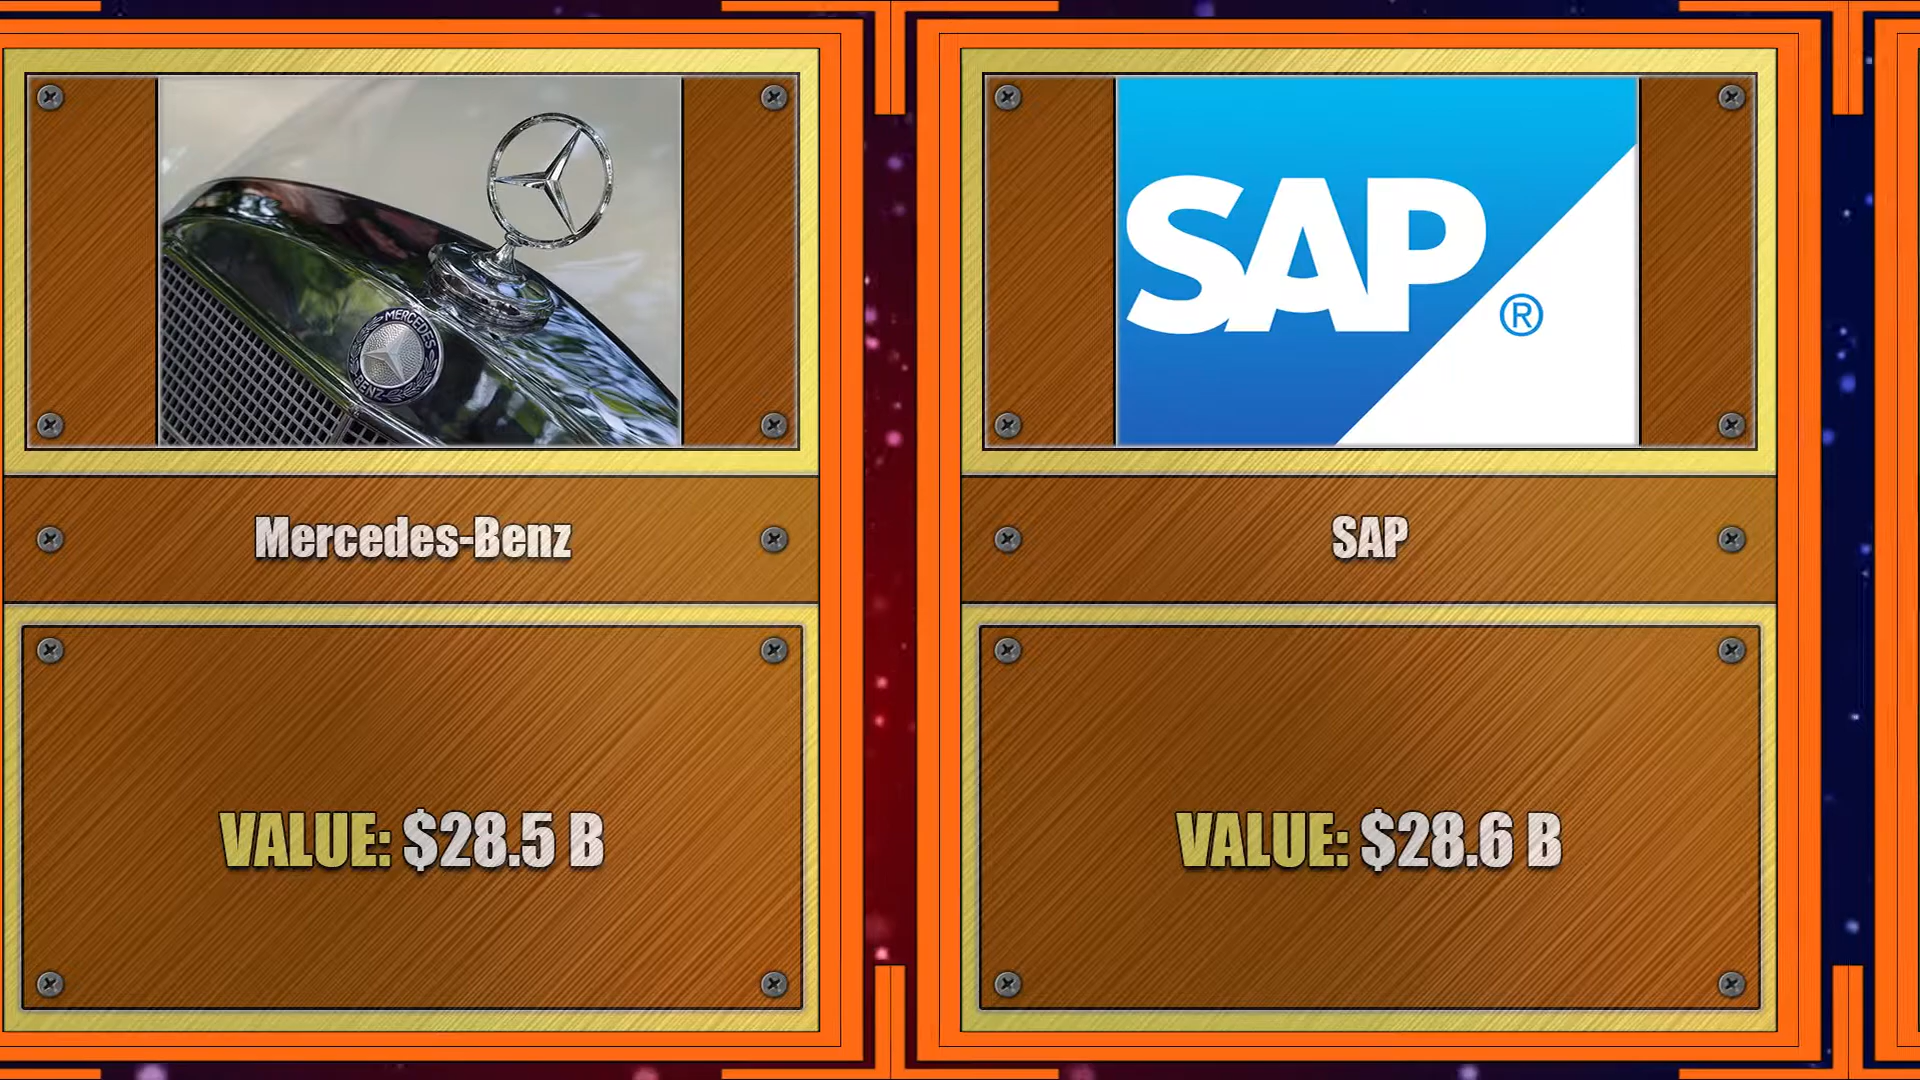 MERCEDES
BENZ
SAP
®
Mercedes-Benz
SAP
VALUE: $28.5 B
VALUE: $28.6 B